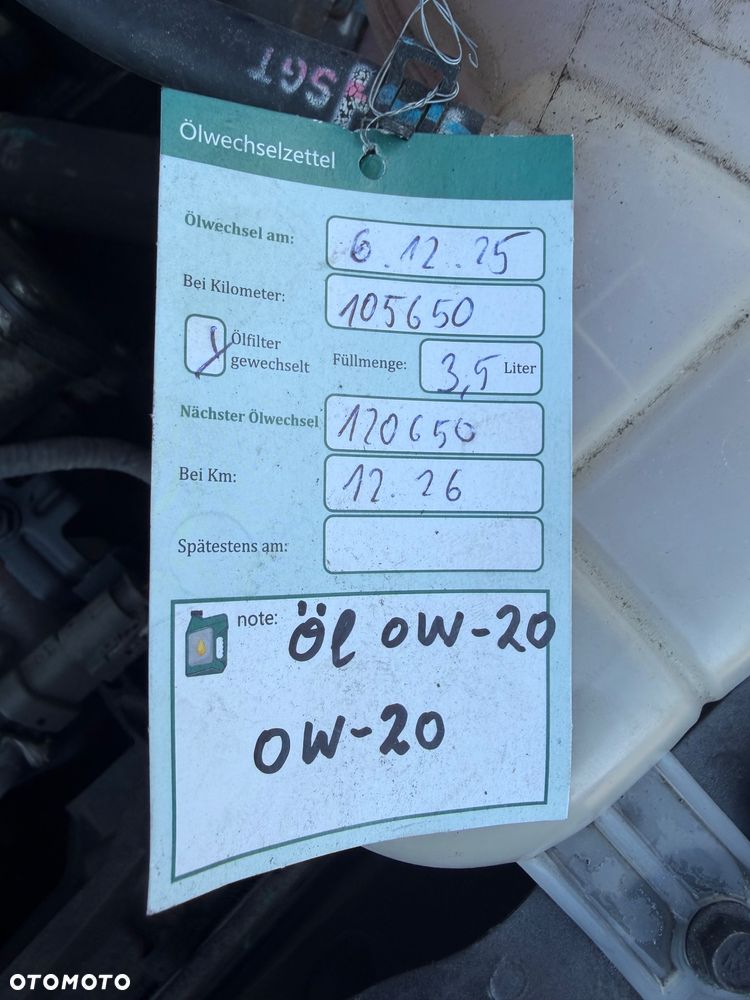 SGT
Ölwechselzettel
Ölwechsel am: 6.12.25
Bei Kilometer: 105650
Ölfilter gewechselt Füllmenge: 3,5 Liter
Nächster Ölwechsel 120650
Bei Km: 12.26
Spätestens am:
note: Öl 0W-20
0W-20
OTOMOTO